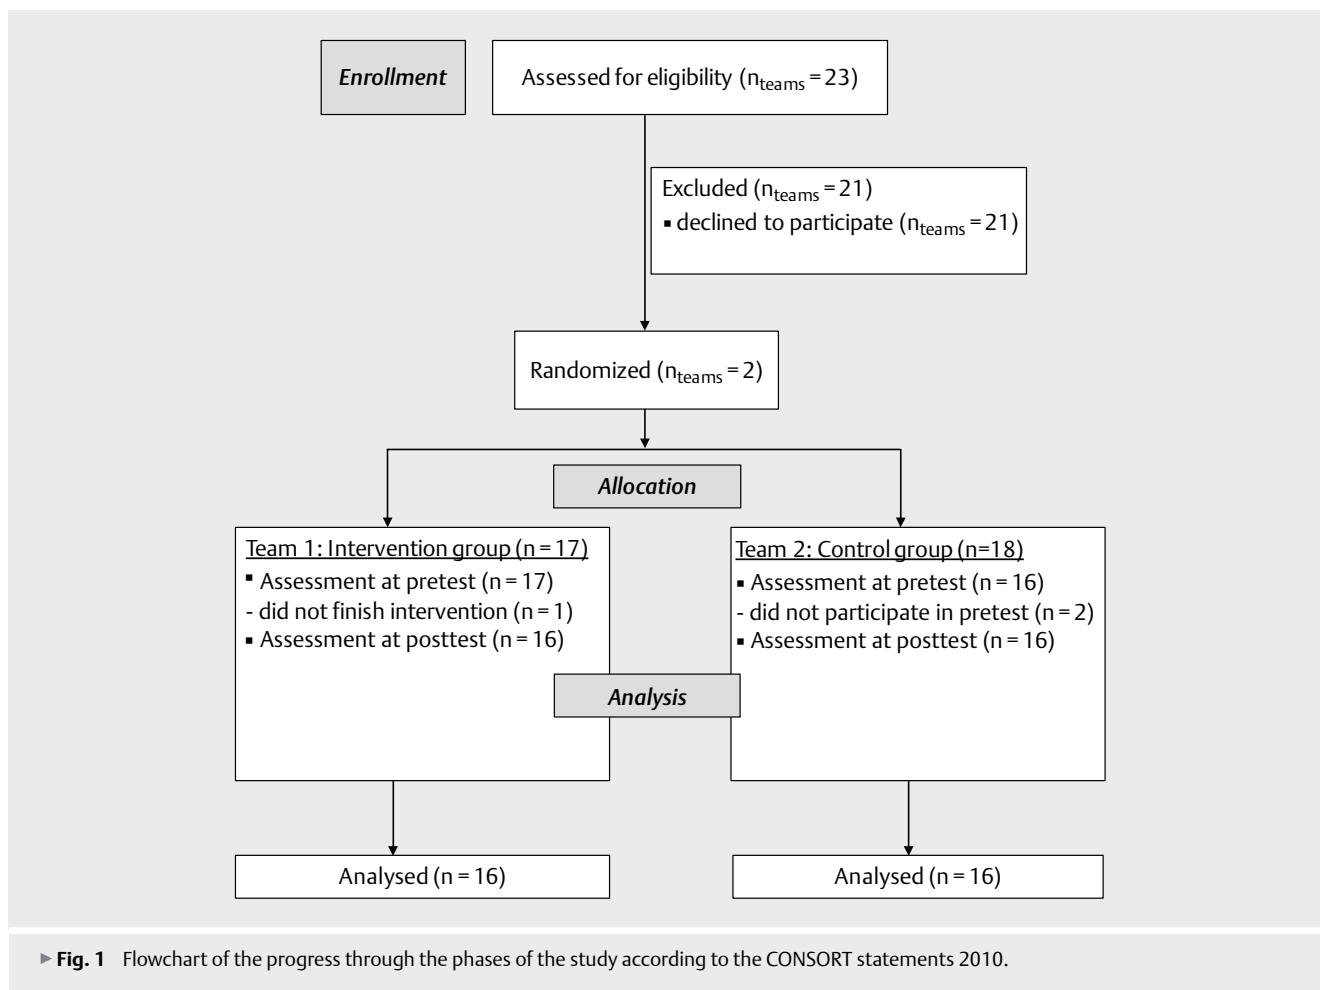 Enrollment
Assessed for eligibility (nteams = 23)
Excluded (nteams = 21)
▪ declined to participate (nteams = 21)
Randomized (nteams = 2)
Allocation
Team 1: Intervention group (n = 17)
▪ Assessment at pretest (n = 17)
- did not finish intervention (n = 1)
▪ Assessment at posttest (n = 16)
Team 2: Control group (n=18)
▪ Assessment at pretest (n = 16)
- did not participate in pretest (n = 2)
▪ Assessment at posttest (n = 16)
Analysis
Analysed (n = 16)
Analysed (n = 16)
▶ Fig. 1 Flowchart of the progress through the phases of the study according to the CONSORT statements 2010.